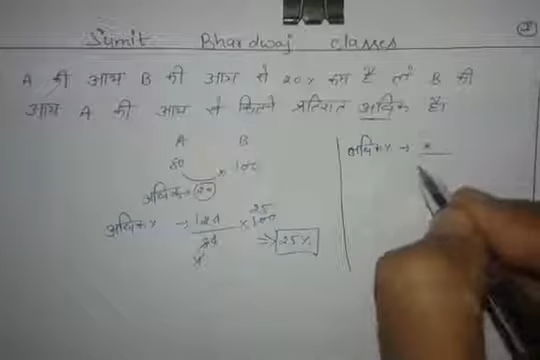 Sumit Bhardwaj Classes
A की आय B की आय से 20% कम है तो B की
आय A की आय से कितने प्रतिशत अधिक है।
A B
80 100
अधिक = 20
अधिक% → 20 × 100 ⇒ 25%
80
25
अधिक% → x